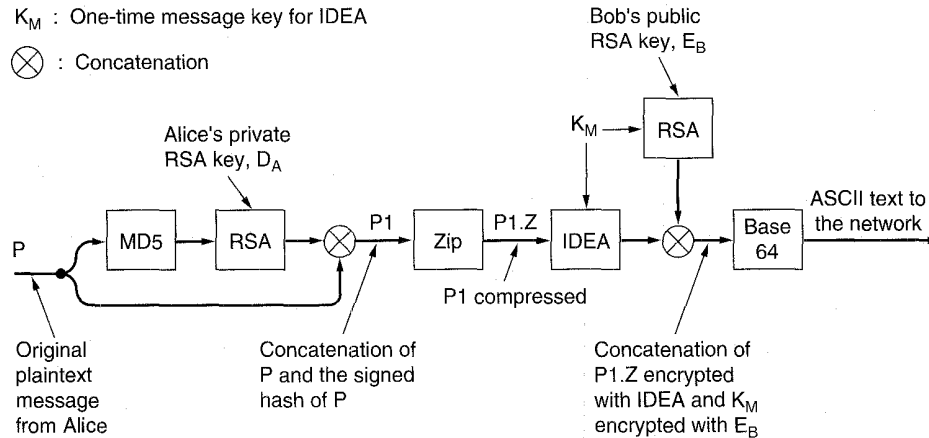 K_M : One-time message key for IDEA
⊗ : Concatenation
Bob's public
RSA key, E_B
Alice's private
RSA key, D_A
K_M
RSA
P
MD5
RSA
P1
Zip
P1.Z
IDEA
Base
64
ASCII text to
the network
P1 compressed
Original
plaintext
message
from Alice
Concatenation of
P and the signed
hash of P
Concatenation of
P1.Z encrypted
with IDEA and K_M
encrypted with E_B